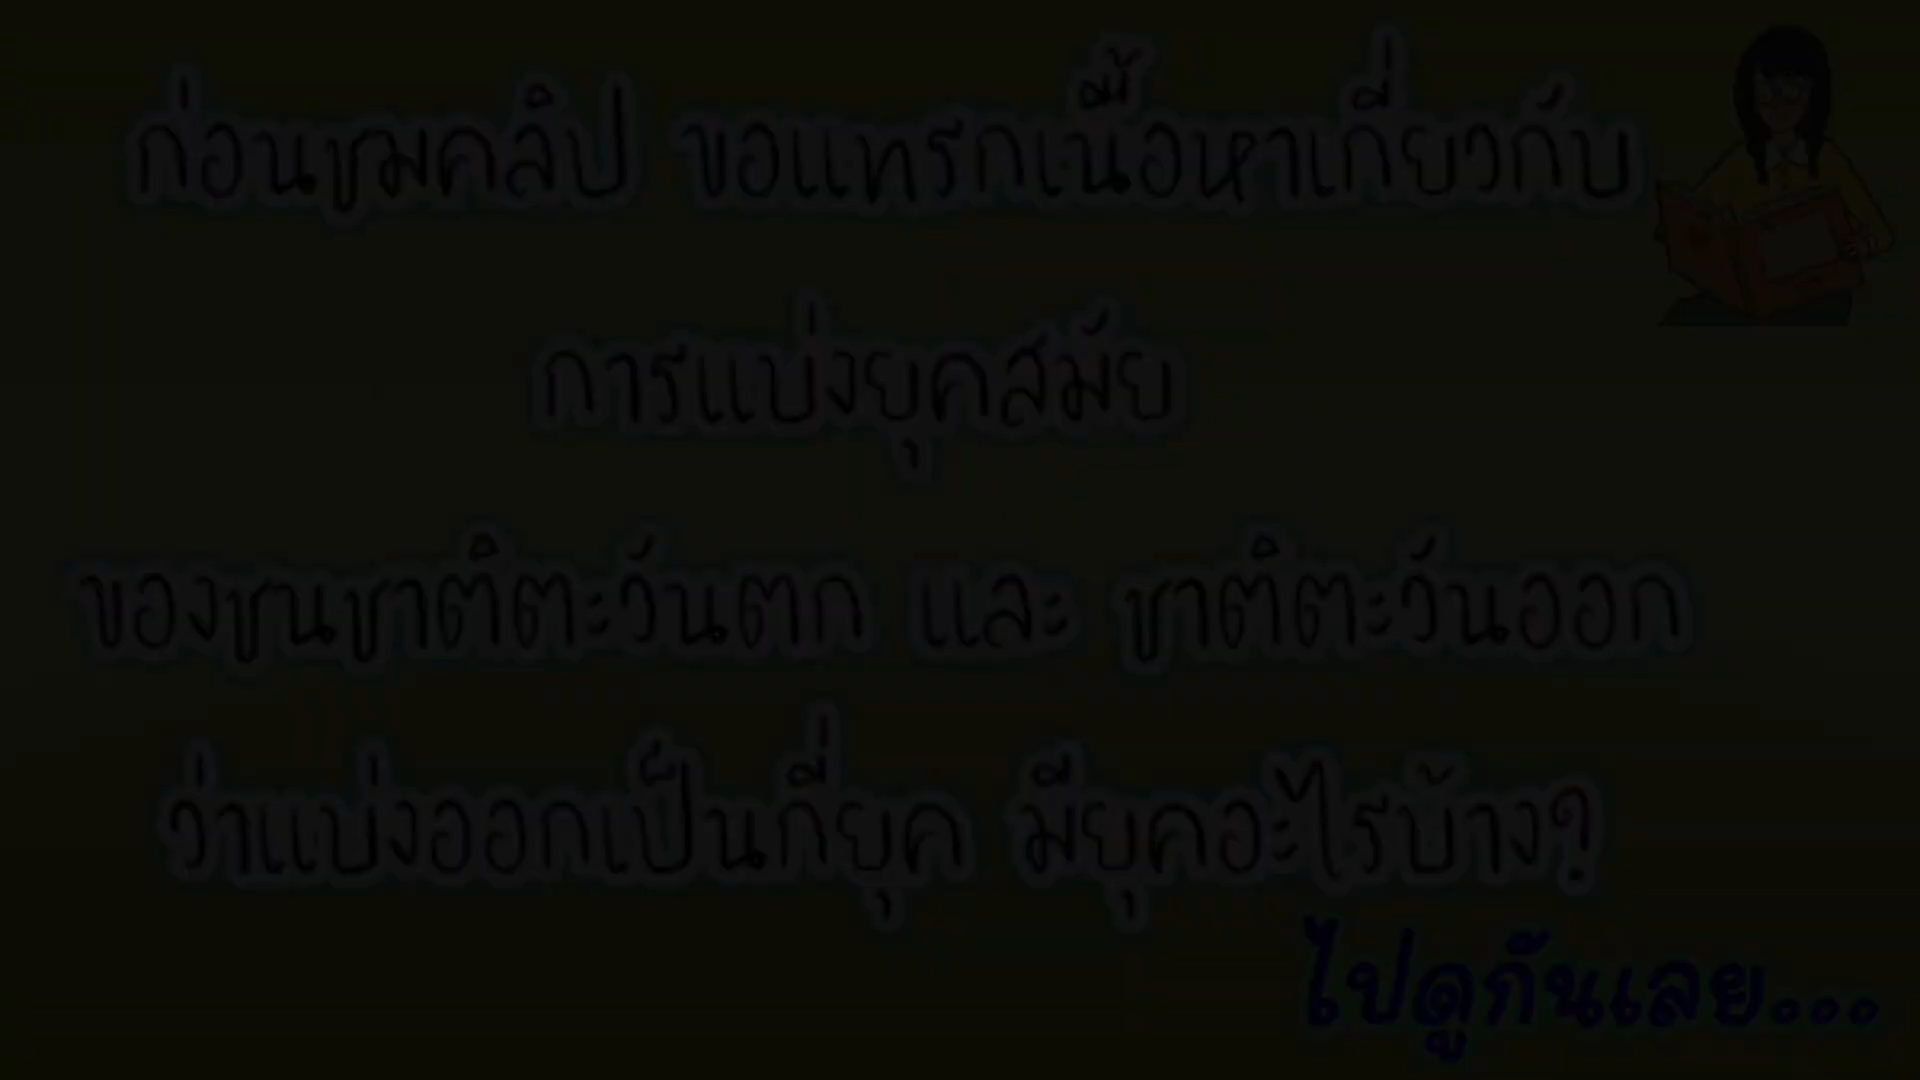 ก่อนชมคลิป ขอแทรกเนื้อหาเกี่ยวกับ
การแบ่งยุคสมัย
ของชนชาติตะวันตก และ ชาติตะวันออก
ว่าแบ่งออกเป็นกี่ยุค มียุคอะไรบ้าง?
ไปดูกันเลย...